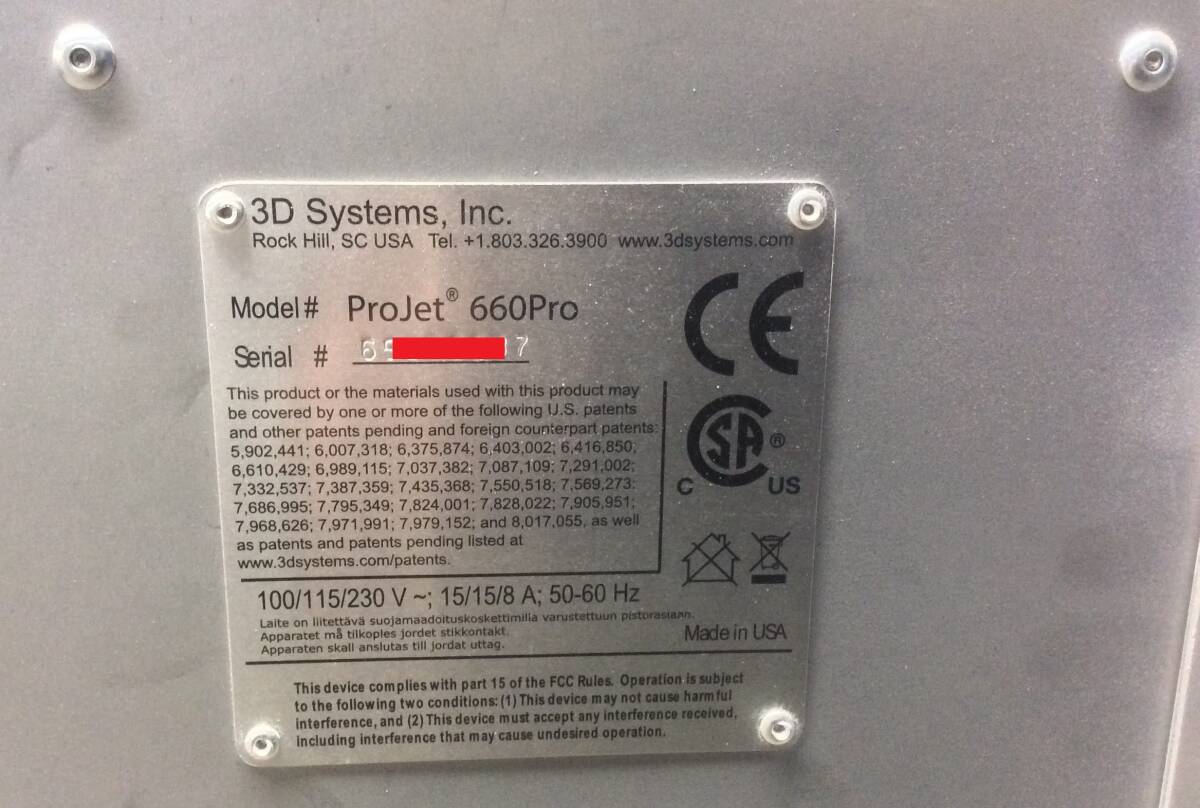 3D Systems, Inc.
Rock Hill, SC USA Tel. +1.803.326.3900 www.3dsystems.com
Model# ProJet® 660Pro
Serial #
CE
This product or the materials used with this product may
be covered by one or more of the following U.S. patents
and other patents pending and foreign counterpart patents:
5,902,441; 6,007,318; 6,375,874; 6,403,002; 6,416,850;
6,610,429; 6,989,115; 7,037,382; 7,087,109; 7,291,002;
7,332,537; 7,387,359; 7,435,368; 7,550,518; 7,569,273;
7,686,995; 7,795,349; 7,824,001; 7,828,022; 7,905,951;
7,968,626; 7,971,991; 7,979,152; and 8,017,055, as well
as patents and patents pending listed at
www.3dsystems.com/patents.
SA ®
C US
100/115/230 V ~; 15/15/8 A; 50-60 Hz
Laite on liitettävä suojamaadoituskoskettimilla varustettuun pistorasiaan.
Apparatet må tilkoples jordet stikkontakt.
Apparaten skall anslutas till jordat uttag.
Made in USA
This device complies with part 15 of the FCC Rules. Operation is subject
to the following two conditions: (1) This device may not cause harmful
interference, and (2) This device must accept any interference received,
including interference that may cause undesired operation.